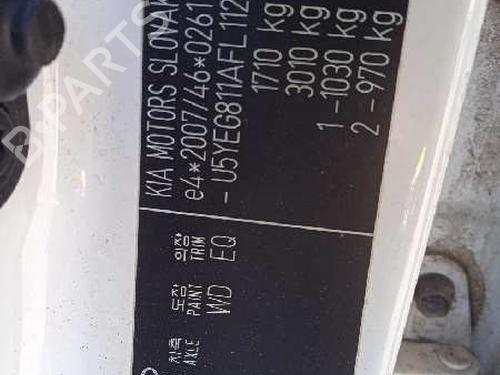 KIA MOTORS SLOVAK
e4*2007/46*0261
- U5YEG811AFL112
1710 kg
3010 kg
1 -1030 kg
2 -970 kg
차축 도장 의장
AXLE PAINT TRIM
WD EQ